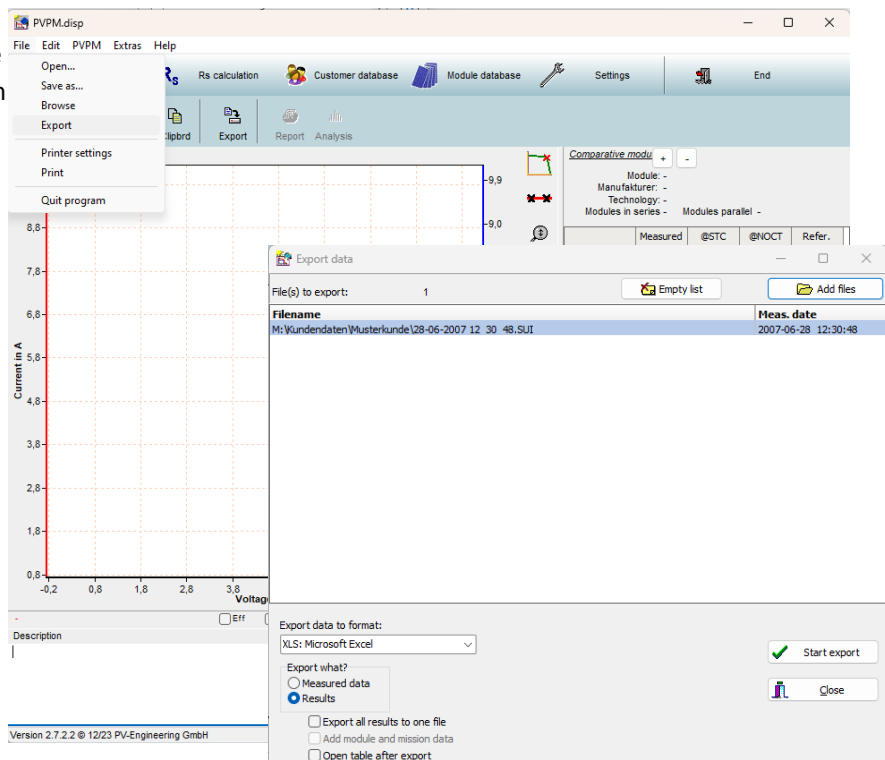 PVPM.disp
File Edit PVPM Extras Help
Open...
Save as...
Browse
Export
Printer settings
Print
Quit program
Rs Rs calculation Customer database Module database Settings End
Export Report Analysis
Comparative modu + -
Module: -
Manufakturer: -
Technology: -
Modules in series - Modules parallel -
Measured @STC @NOCT Refer.
9,9
9,0
8,8
7,8
6,8
5,8
4,8
3,8
2,8
1,8
0,8
Current in A
-0,2 0,8 1,8 2,8 3,8
Voltag
- Eff
Description
Version 2.7.2.2 © 12/23 PV-Engineering GmbH
Export data
File(s) to export: 1 Empty list Add files
Filename Meas. date
M:\Kundendaten\Musterkunde\28-06-2007 12 30 48.SUI 2007-06-28 12:30:48
Export data to format:
XLS: Microsoft Excel
Export what?
Measured data
Results
Export all results to one file
Add module and mission data
Open table after export
Start export
Close